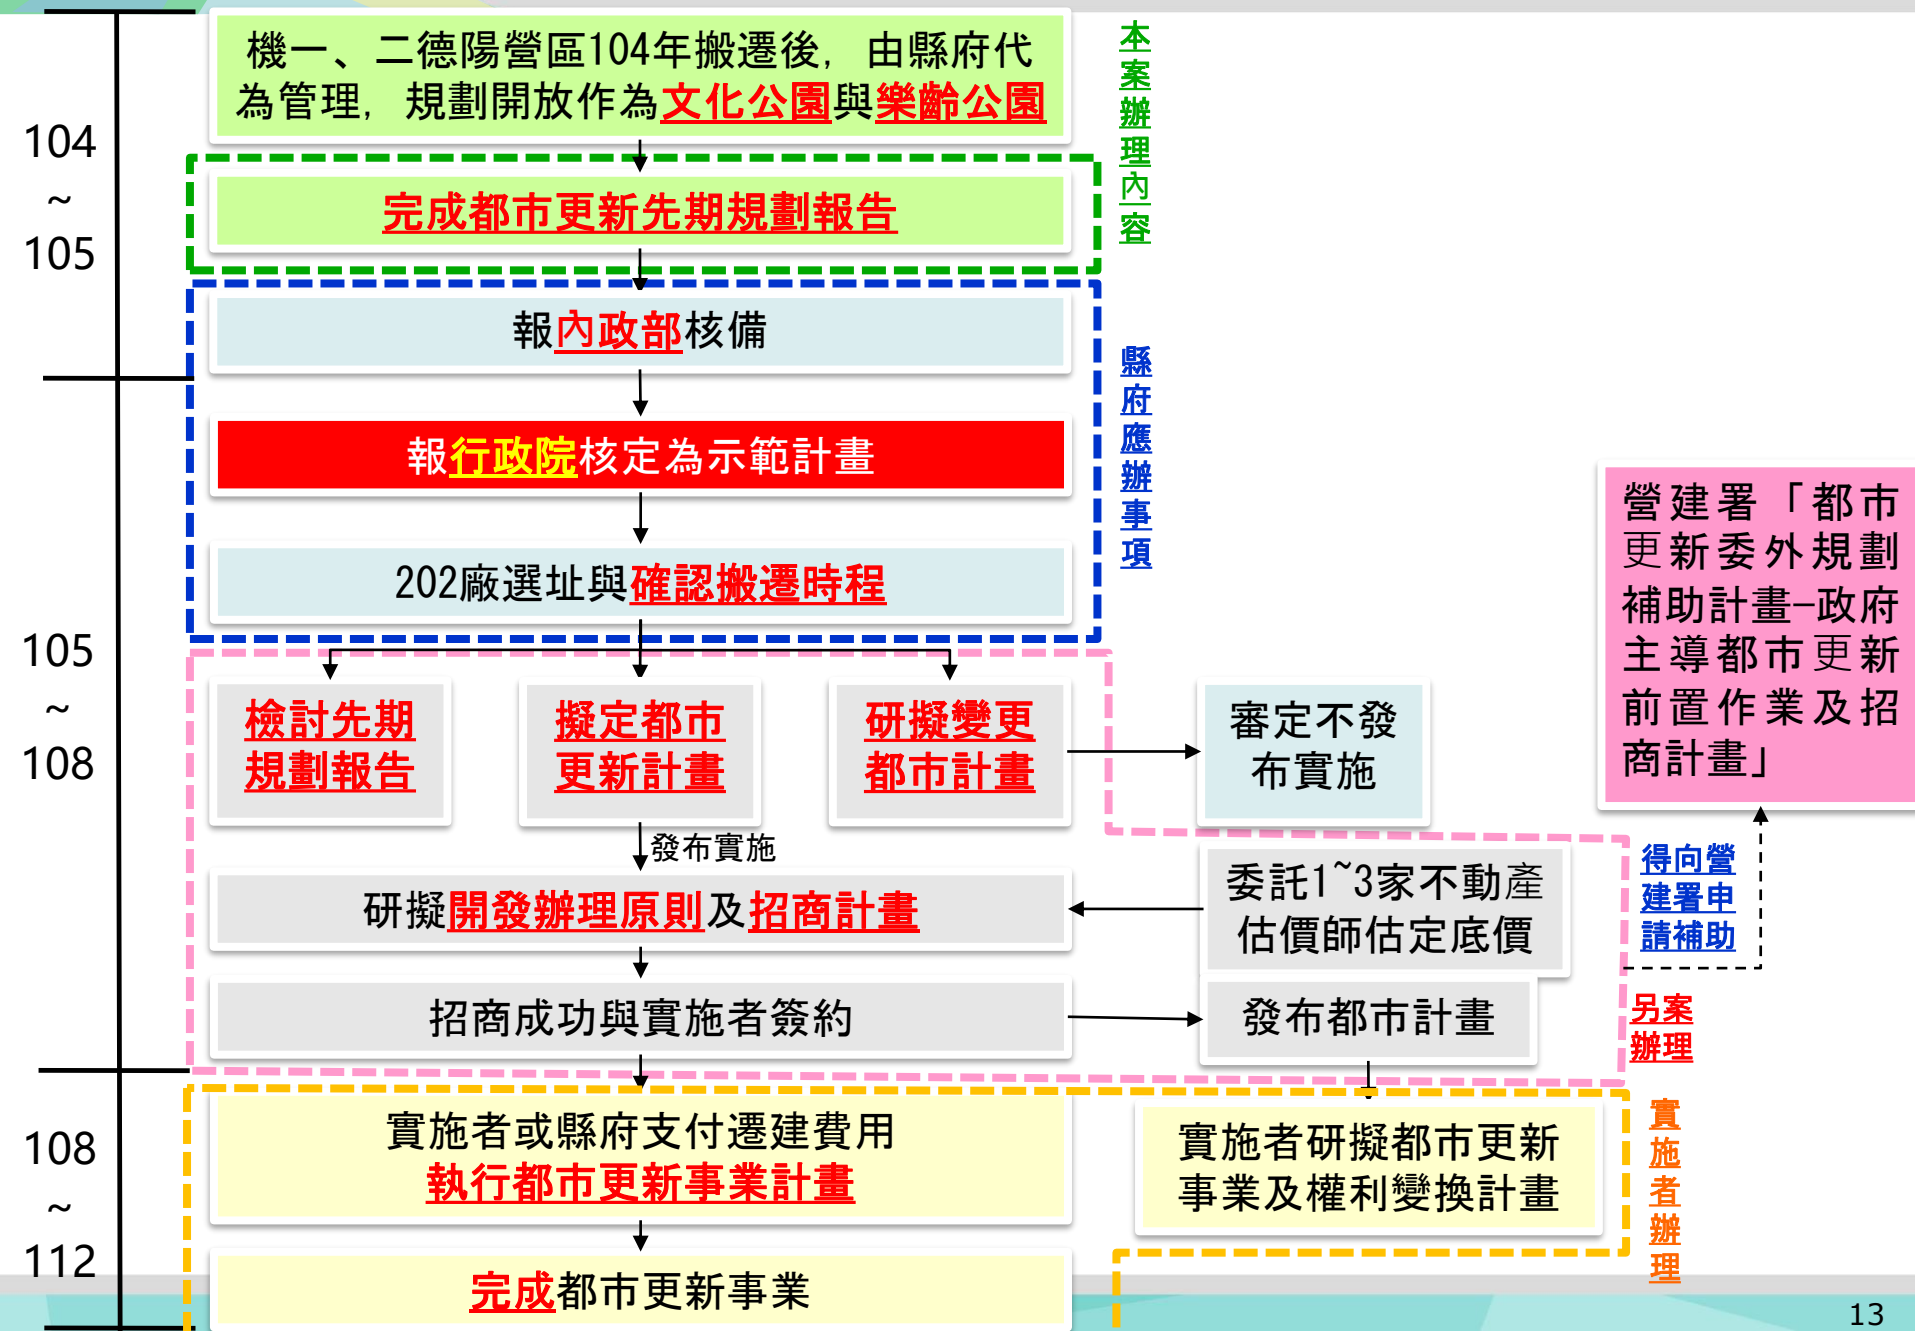 機一、二德陽營區104年搬遷後，由縣府代
為管理，規劃開放作為文化公園與樂齡公園
本案辦理內容
104
~
105
完成都市更新先期規劃報告
報內政部核備
縣府應辦事項
報行政院核定為示範計畫
202廠選址與確認搬遷時程
105
~
108
檢討先期
規劃報告
擬定都市
更新計畫
研擬變更
都市計畫
審定不發
布實施
營建署「都市
更新委外規劃
補助計畫–政府
主導都市更新
前置作業及招
商計畫」
發布實施
研擬開發辦理原則及招商計畫
委託1~3家不動產
估價師估定底價
得向營
建署申
請補助
招商成功與實施者簽約
發布都市計畫
另案
辦理
108
~
112
實施者或縣府支付遷建費用
執行都市更新事業計畫
實施者研擬都市更新
事業及權利變換計畫
實施者辦理
完成都市更新事業
13